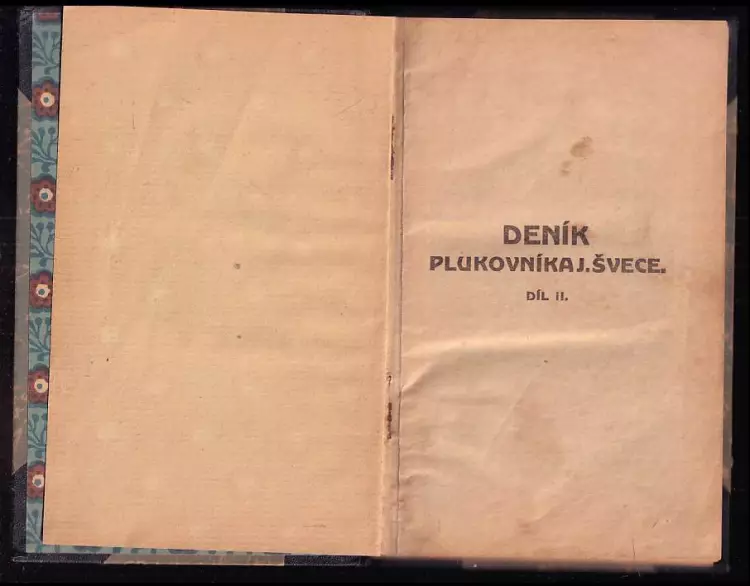 DENÍK
PLUKOVNÍKA J. ŠVECE.
DÍL II.